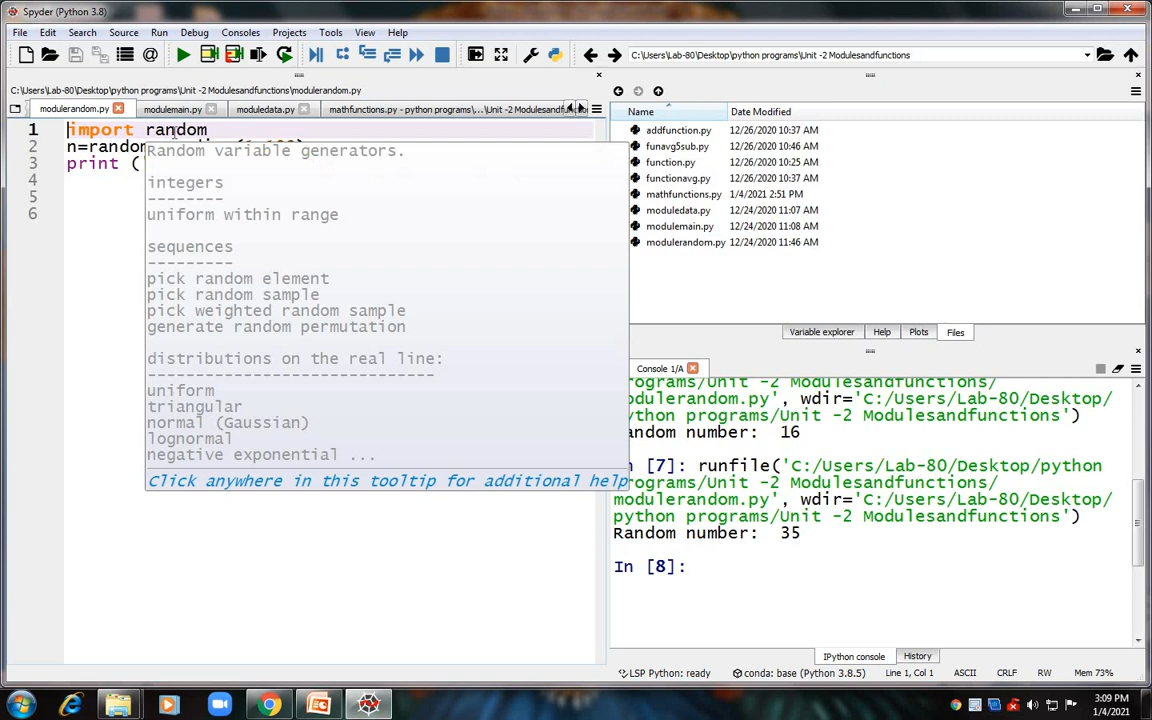 Spyder (Python 3.8)
File Edit Search Source Run Debug Consoles Projects Tools View Help
C:\Users\Lab-80\Desktop\python programs\Unit -2 Modulesandfunctions
C:\Users\Lab-80\Desktop\python programs\Unit -2 Modulesandfunctions\modulerandom.py
modulerandom.py modulemain.py moduledata.py mathfunctions.py - python programs\...\Unit -2 Modulesandfunctio
1 import random
2 n=random
3 print (
4
5
6
Random variable generators.
integers
--------
uniform within range
sequences
---------
pick random element
pick random sample
pick weighted random sample
generate random permutation
distributions on the real line:
------------------------------
uniform
triangular
normal (Gaussian)
lognormal
negative exponential ...
Click anywhere in this tooltip for additional help
Name Date Modified
addfunction.py 12/26/2020 10:37 AM
funavg5sub.py 12/26/2020 10:46 AM
function.py 12/26/2020 10:25 AM
functionavg.py 12/26/2020 10:37 AM
mathfunctions.py 1/4/2021 2:51 PM
moduledata.py 12/24/2020 11:07 AM
modulemain.py 12/24/2020 11:08 AM
modulerandom.py 12/24/2020 11:46 AM
Variable explorer Help Plots Files
Console 1/A
programs/Unit -2 Modulesandfunctions/
modulerandom.py', wdir='C:/Users/Lab-80/Desktop/
python programs/Unit -2 Modulesandfunctions')
andom number: 16
n [7]: runfile('C:/Users/Lab-80/Desktop/python
programs/Unit -2 Modulesandfunctions/
modulerandom.py', wdir='C:/Users/Lab-80/Desktop/
python programs/Unit -2 Modulesandfunctions')
Random number: 35
In [8]:
IPython console History
LSP Python: ready conda: base (Python 3.8.5) Line 1, Col 1 ASCII CRLF RW Mem 73%
3:09 PM
1/4/2021